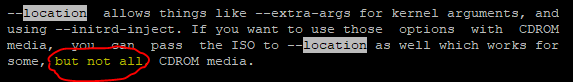 --location allows things like --extra-args for kernel arguments, and
using --initrd-inject. If you want to use those options with CDROM
media, you can pass the ISO to --location as well which works for
some, but not all CDROM media.